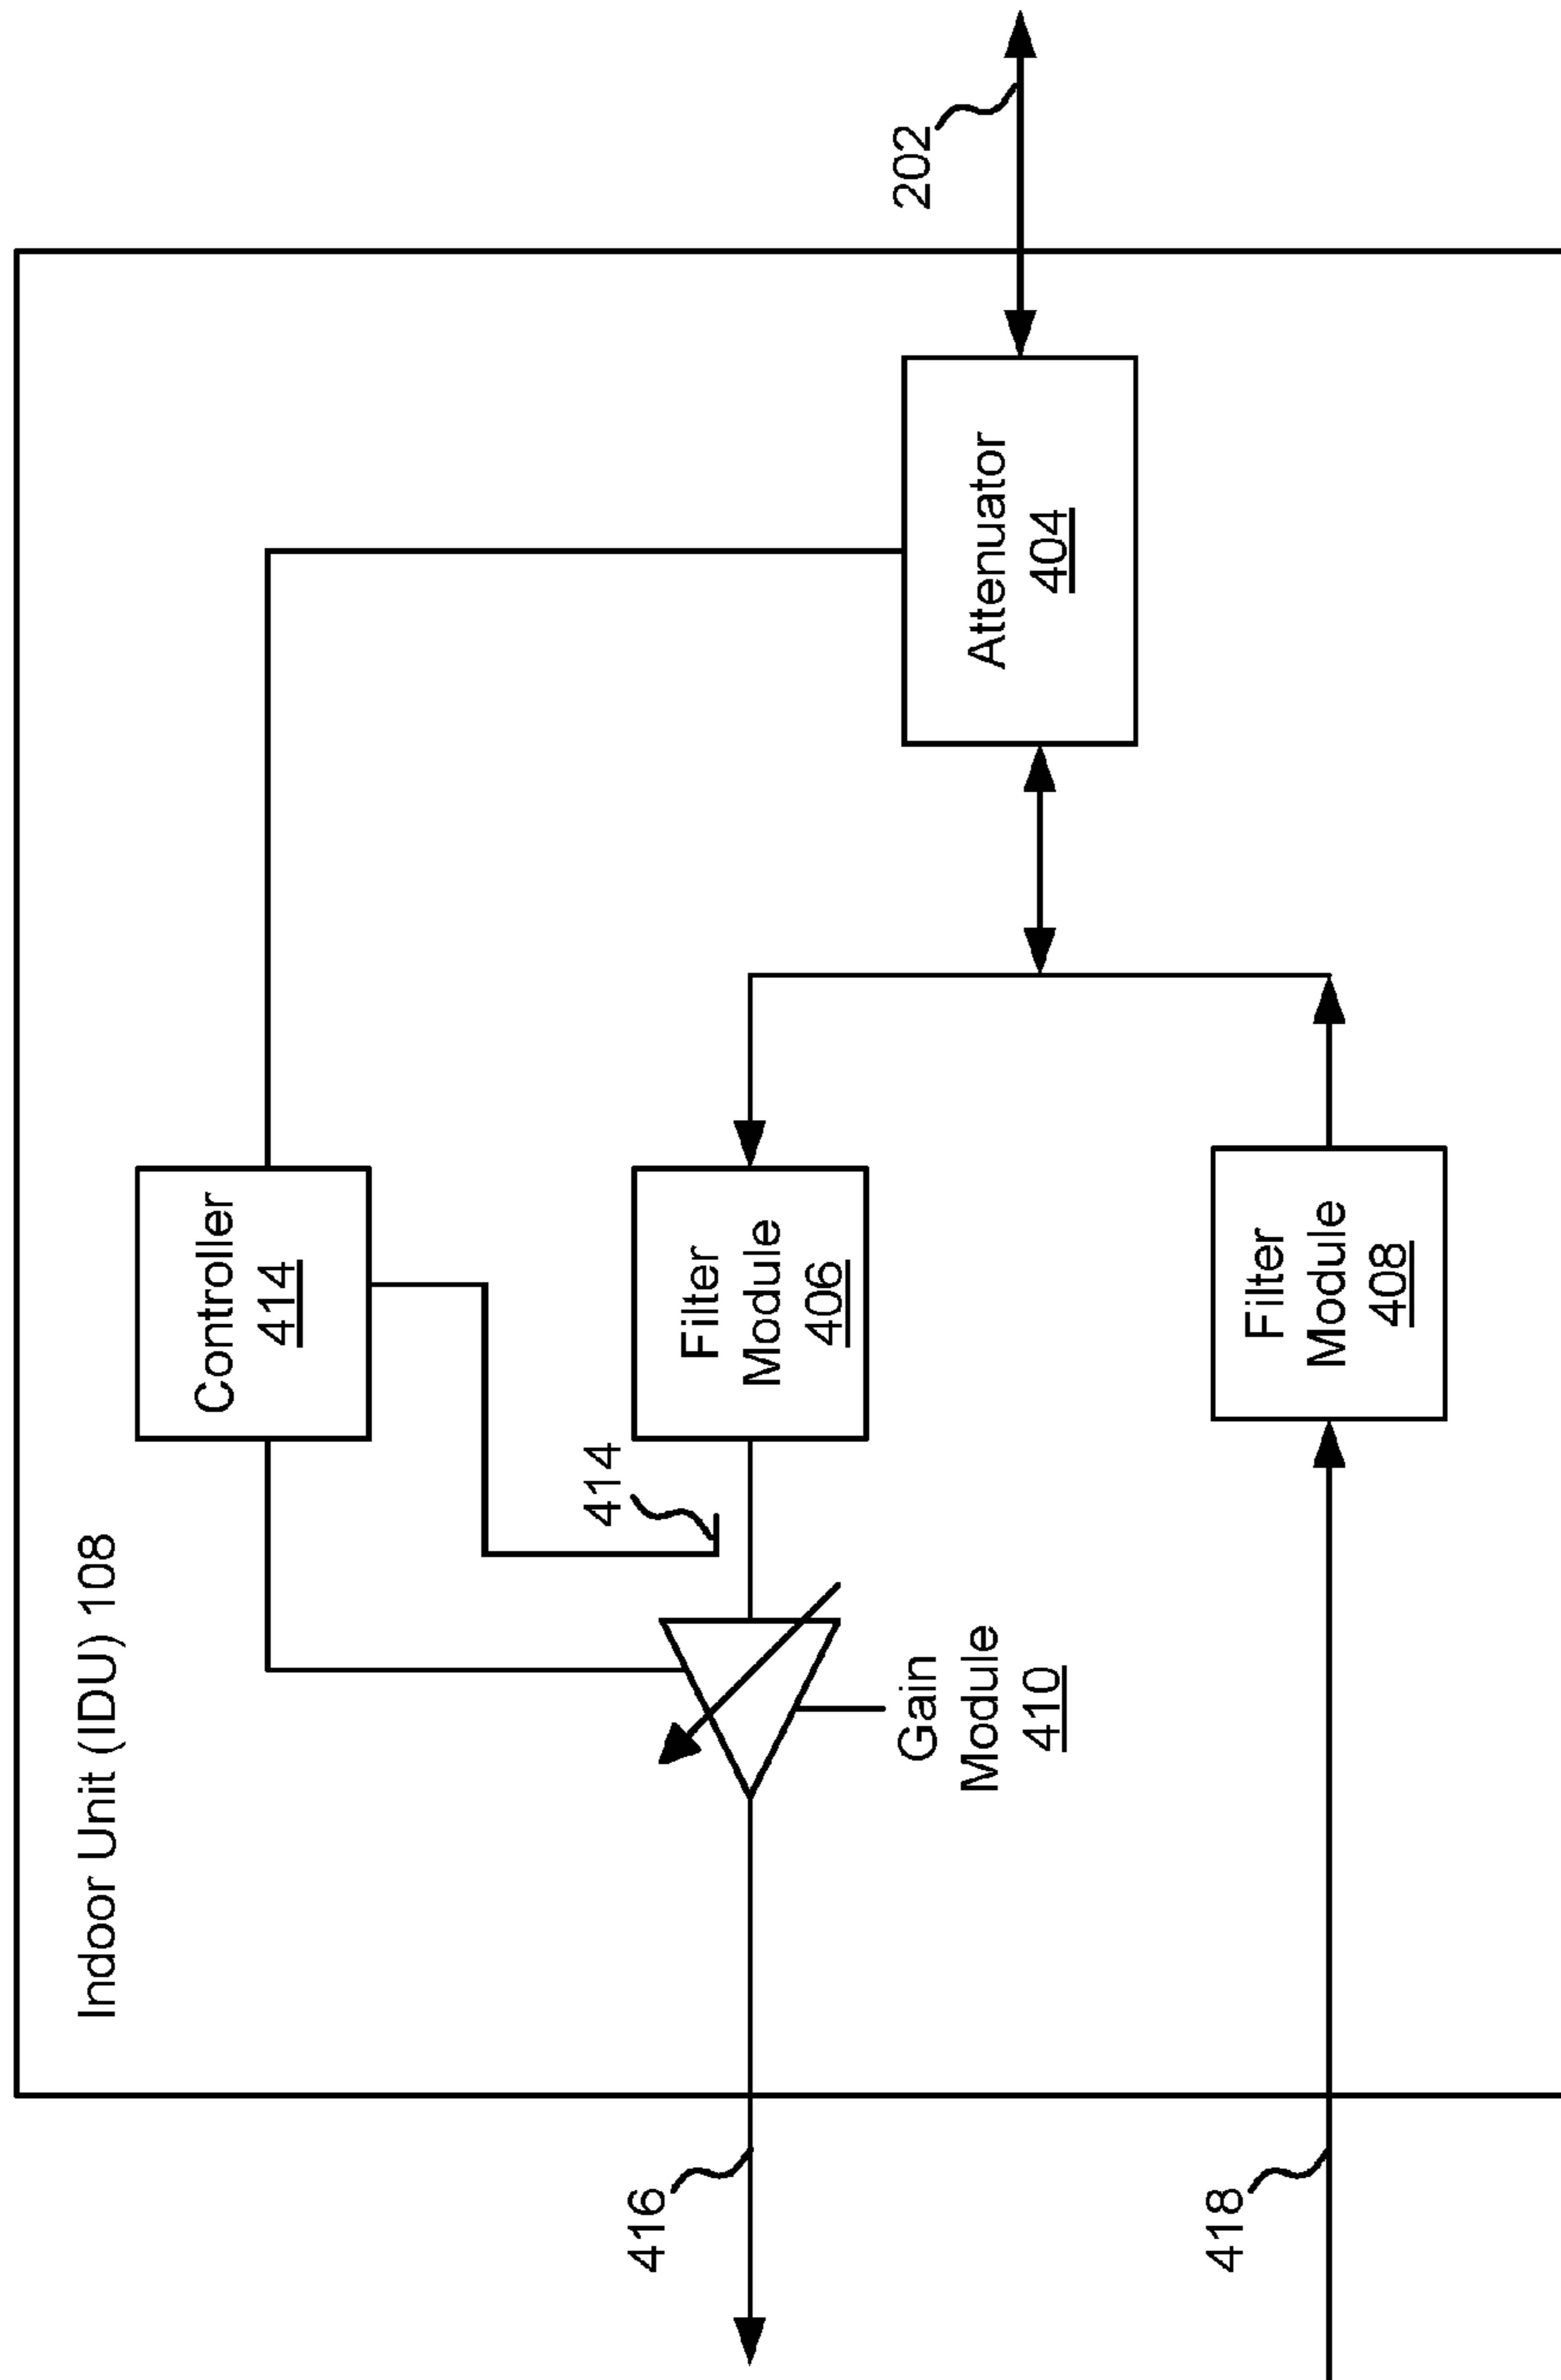 Indoor Unit (IDU) 108
Controller
414
416
414
Filter
Module
406
202
Gain
Module
410
Attenuator
404
418
Filter
Module
408